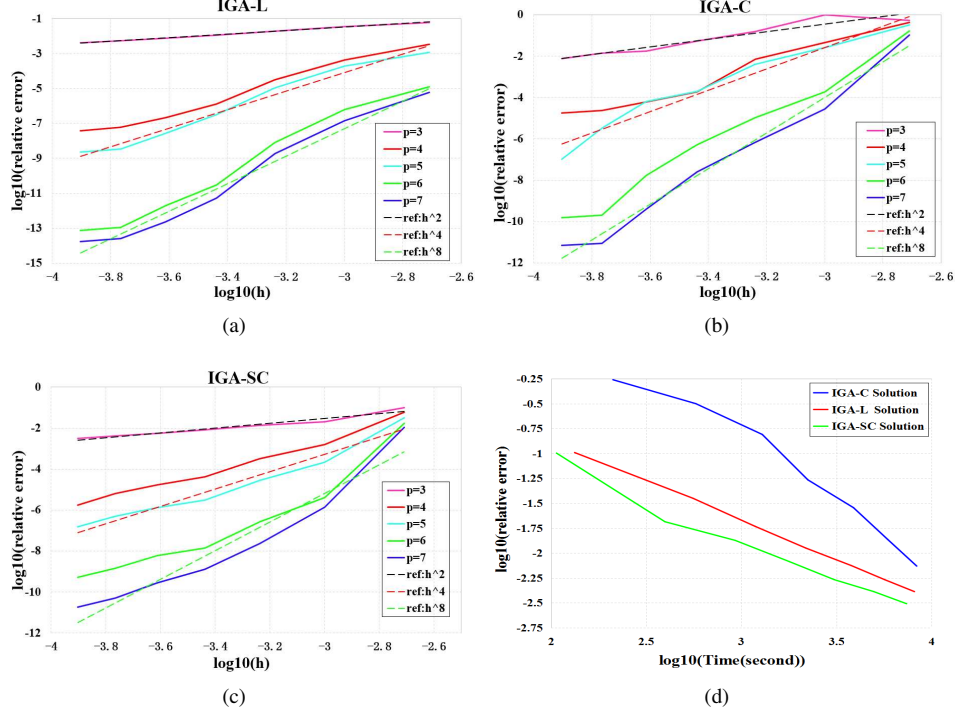 IGA-L
-1
-3
-5
-7
-9
-11
-13
-15
log10(relative error)
p=3
p=4
p=5
p=6
p=7
ref:h^2
ref:h^4
ref:h^8
-4 -3.8 -3.6 -3.4 -3.2 -3 -2.8 -2.6
log10(h)
(a)
IGA-C
0
-2
-4
-6
-8
-10
-12
log10(relative error)
p=3
p=4
p=5
p=6
p=7
ref:h^2
ref:h^4
ref:h^8
-4 -3.8 -3.6 -3.4 -3.2 -3 -2.8 -2.6
log10(h)
(b)
IGA-SC
0
-2
-4
-6
-8
-10
-12
log10(relative error)
p=3
p=4
p=5
p=6
p=7
ref:h^2
ref:h^4
ref:h^8
-4 -3.8 -3.6 -3.4 -3.2 -3 -2.8 -2.6
log10(h)
(c)
-0.25
-0.5
-0.75
-1
-1.25
-1.5
-1.75
-2
-2.25
-2.5
-2.75
log10(relative error)
IGA-C Solution
IGA-L Solution
IGA-SC Solution
2 2.5 3 3.5 4
log10(Time(second))
(d)